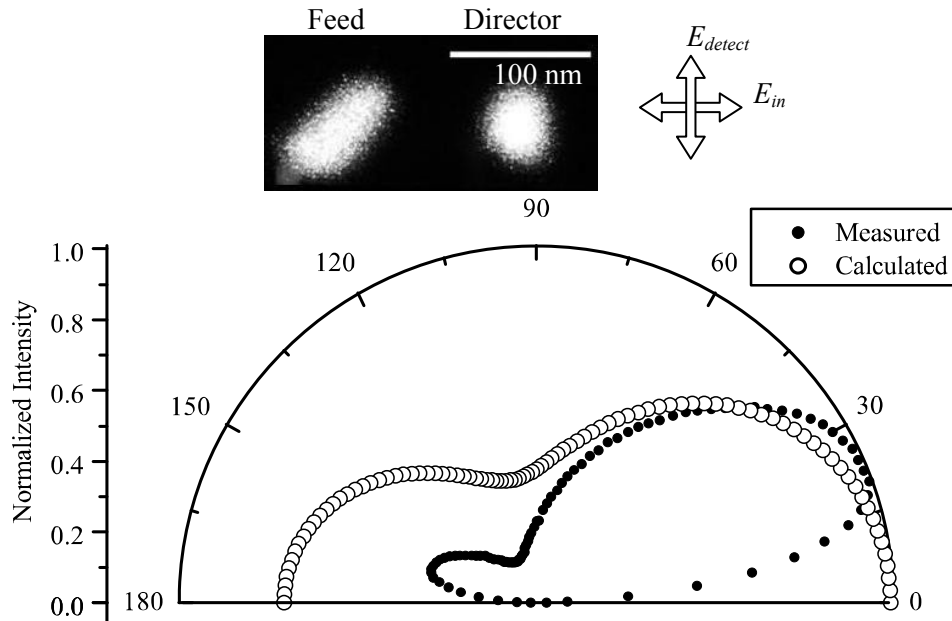 Feed Director
100 nm
E_detect
E_in
90
Measured
Calculated
1.0
120
60
0.8
0.6
150
30
0.4
0.2
0.0
180
0
Normalized Intensity